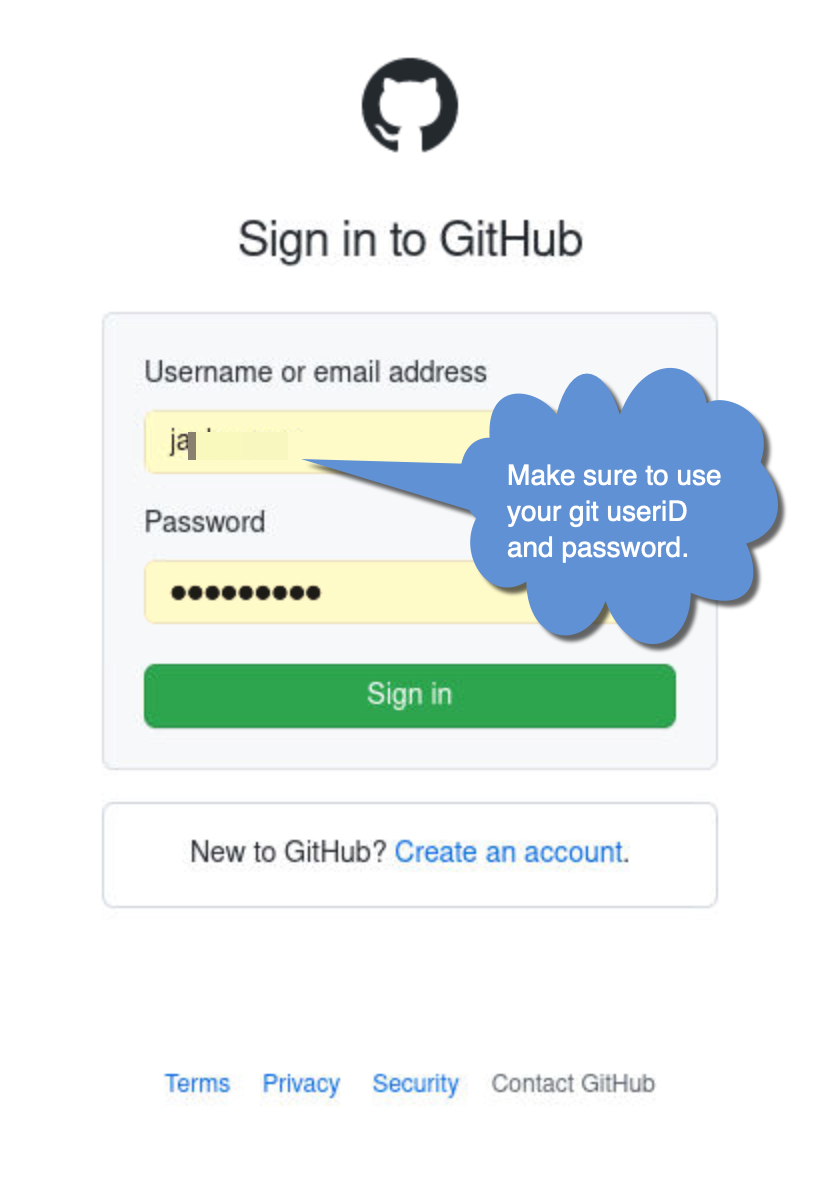 Sign in to GitHub
Username or email address
ja
Make sure to use
your git useriD
and password.
Password
Sign in
New to GitHub? Create an account.
Terms Privacy Security Contact GitHub